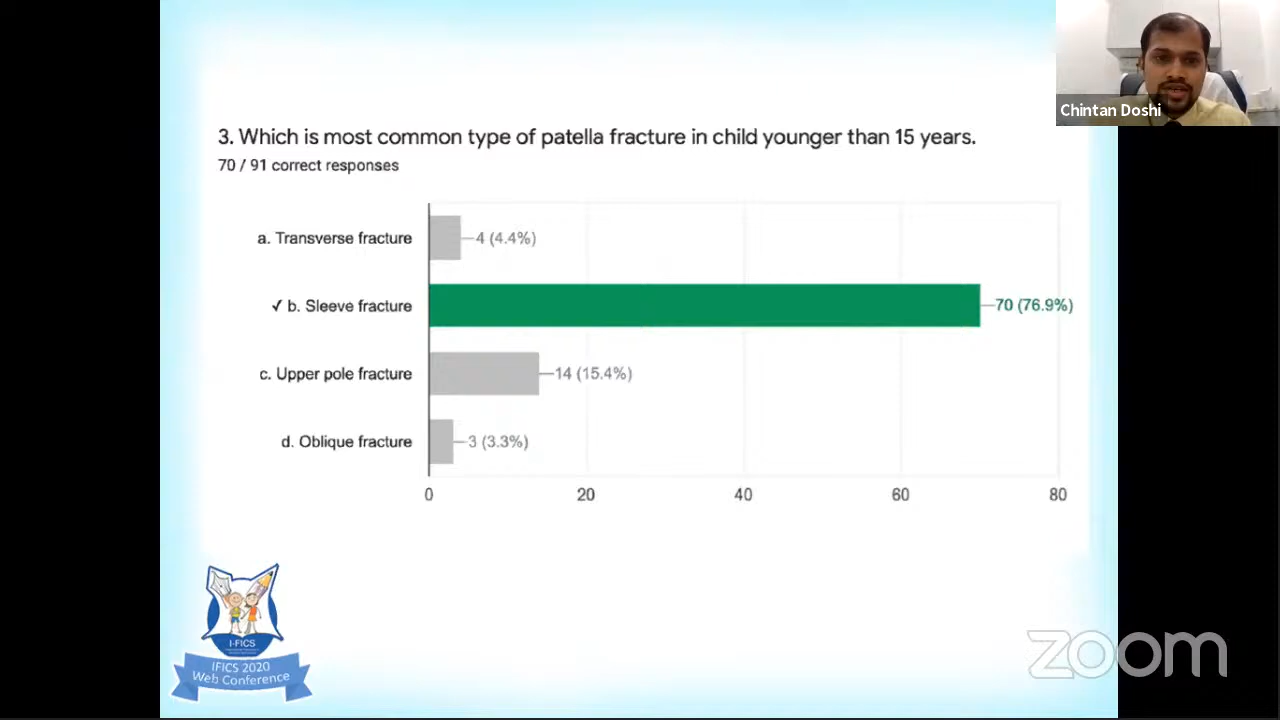 3. Which is most common type of patella fracture in child younger than 15 years.
70 / 91 correct responses
a. Transverse fracture
4 (4.4%)
✓ b. Sleeve fracture
70 (76.9%)
c. Upper pole fracture
14 (15.4%)
d. Oblique fracture
3 (3.3%)
0 20 40 60 80
Chintan Doshi
I-FICS
IFICS 2020
Web Conference
zoom